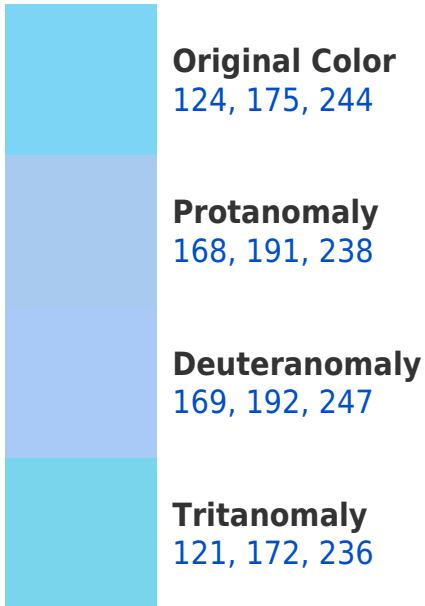 Original Color
124, 175, 244
Protanomaly
168, 191, 238
Deuteranomaly
169, 192, 247
Tritanomaly
121, 172, 236